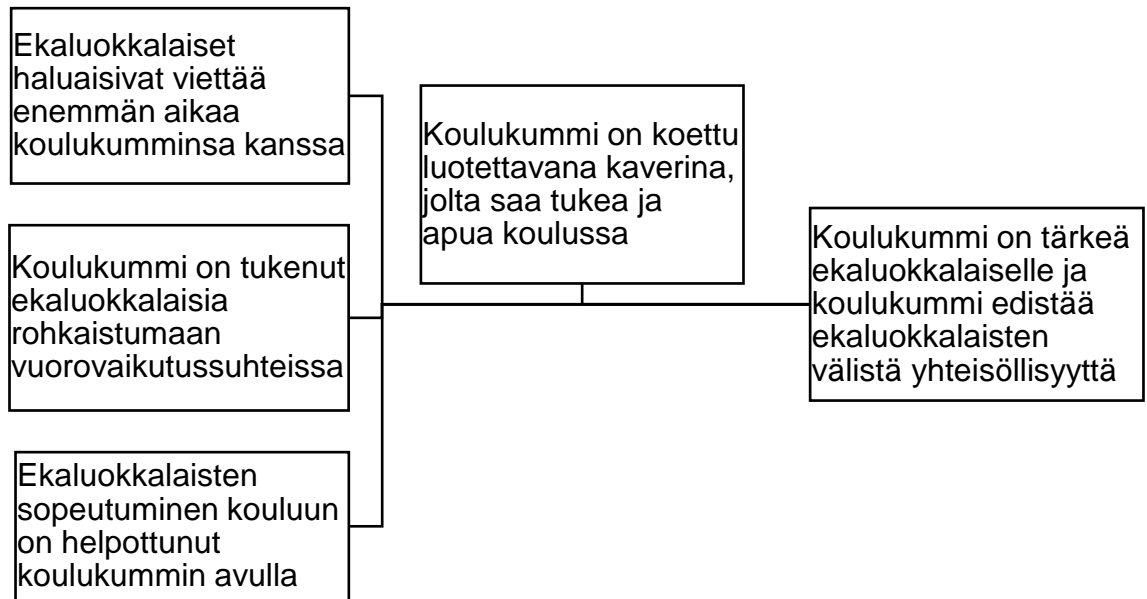 Ekaluokkalaiset
haluaisivat viettää
enemmän aikaa
koulukumminsa kanssa
Koulukummi on tukenut
ekaluokkalaisia
rohkaistumaan
vuorovaikutussuhteissa
Ekaluokkalaisten
sopeutuminen kouluun
on helpottunut
koulukummin avulla
Koulukummi on koettu
luotettavana kaverina,
jolta saa tukea ja
apua koulussa
Koulukummi on tärkeä
ekaluokkalaiselle ja
koulukummi edistää
ekaluokkalaisten
välistä yhteisöllisyyttä